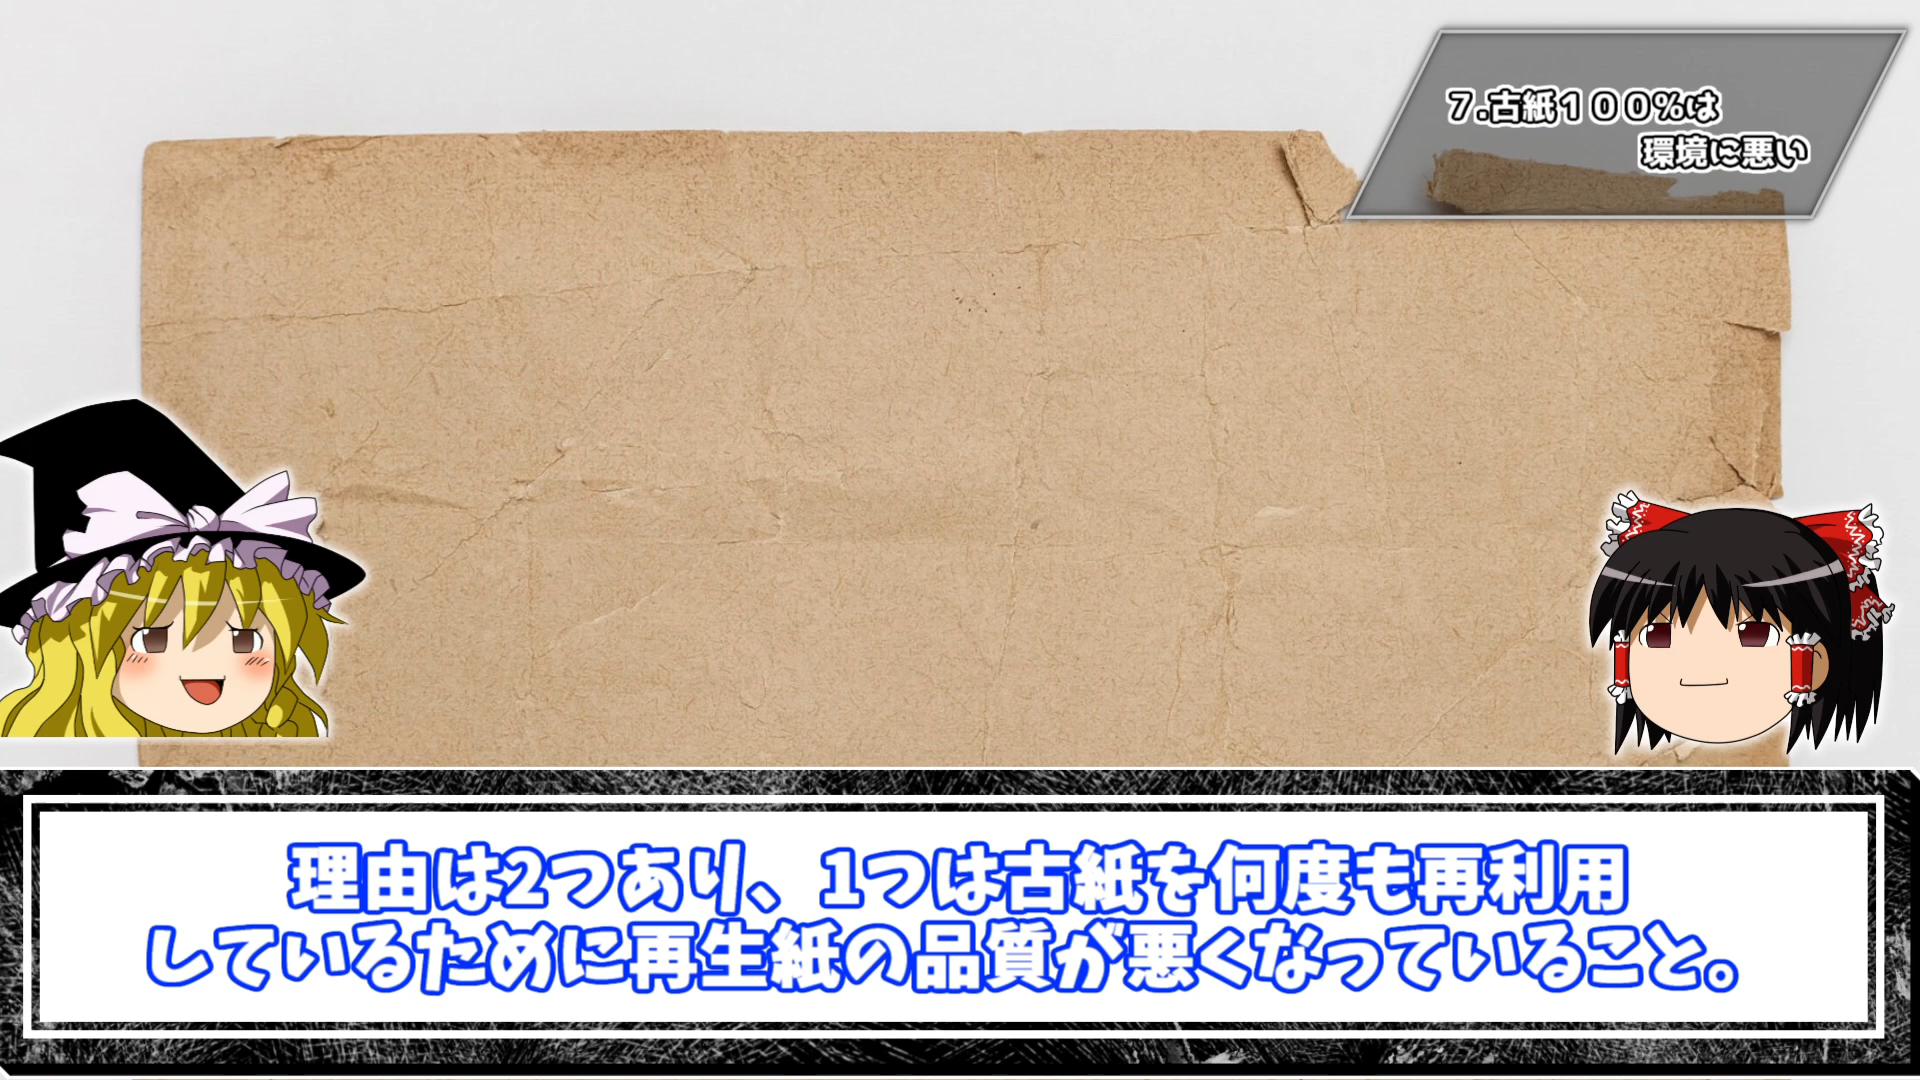 ７.古紙１００％は
環境に悪い
理由は2つあり、1つは古紙を何度も再利用
しているために再生紙の品質が悪くなっていること。